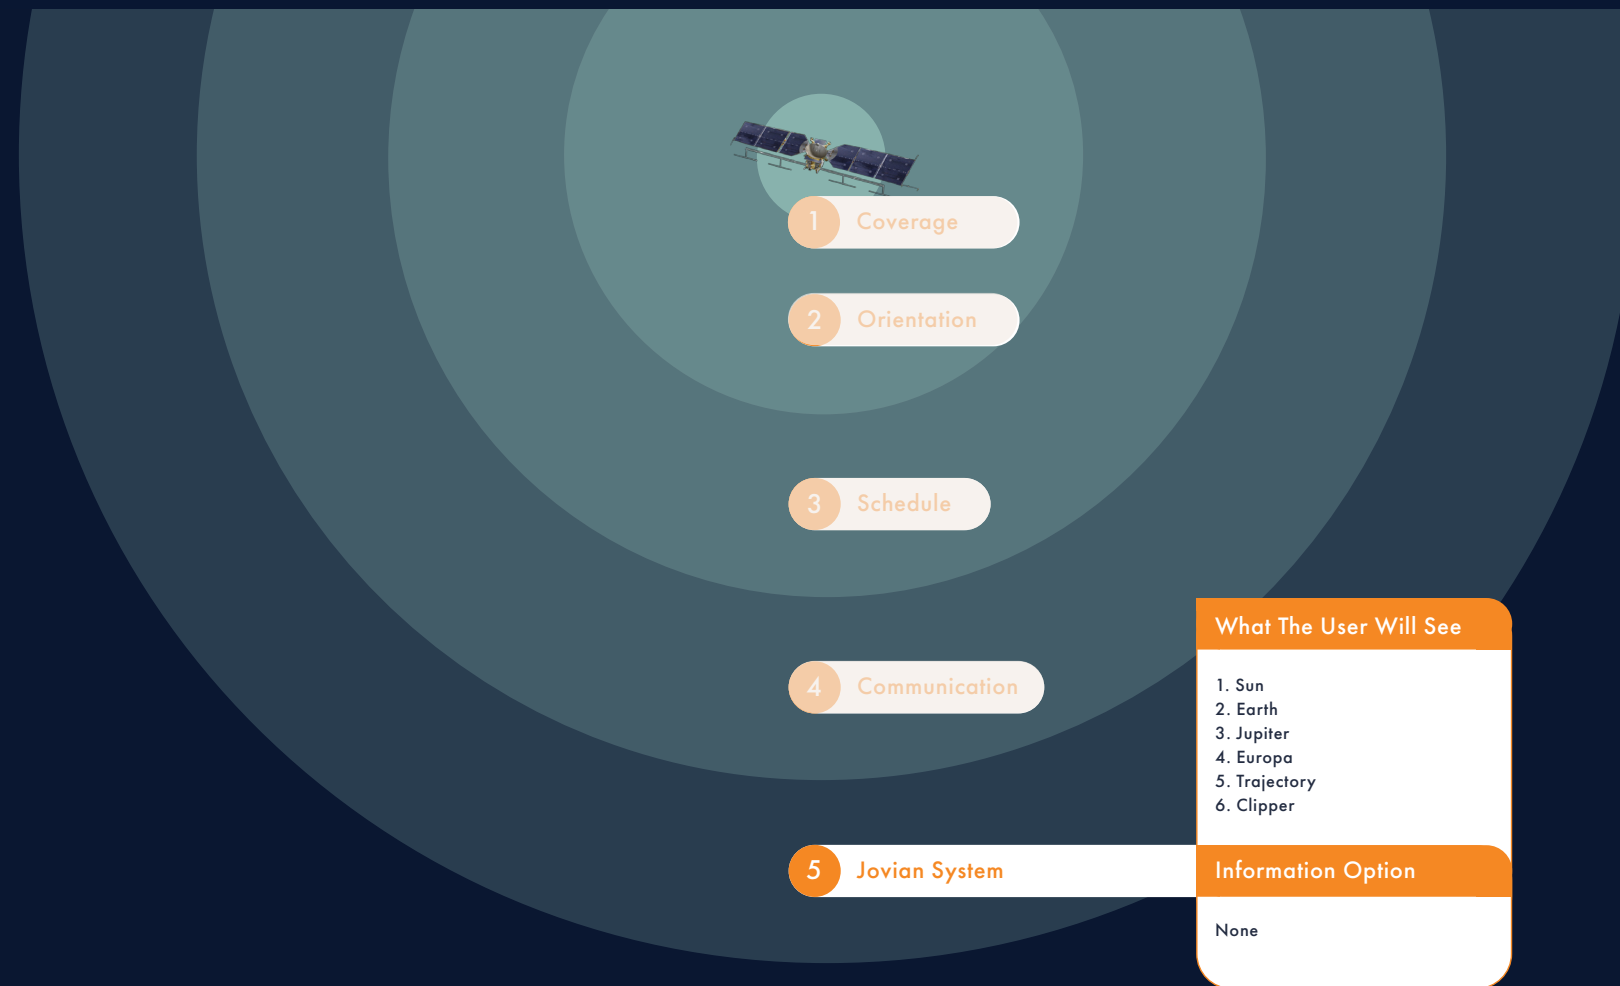 1 Coverage
2 Orientation
3 Schedule
4 Communication
5 Jovian System
What The User Will See
1. Sun
2. Earth
3. Jupiter
4. Europa
5. Trajectory
6. Clipper
Information Option
None